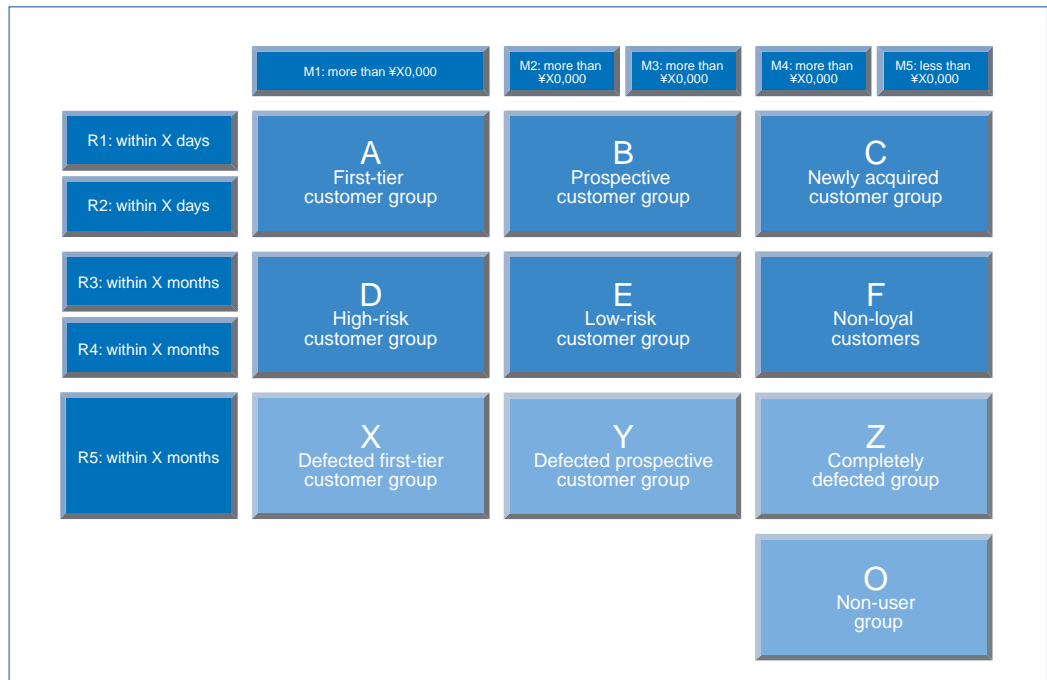 M1: more than ¥X0,000
M2: more than
¥X0,000
M3: more than
¥X0,000
M4: more than
¥X0,000
M5: less than
¥X0,000
R1: within X days
R2: within X days
A
First-tier
customer group
B
Prospective
customer group
C
Newly acquired
customer group
R3: within X months
R4: within X months
D
High-risk
customer group
E
Low-risk
customer group
F
Non-loyal
customers
R5: within X months
X
Defected first-tier
customer group
Y
Defected prospective
customer group
Z
Completely
defected group
O
Non-user
group